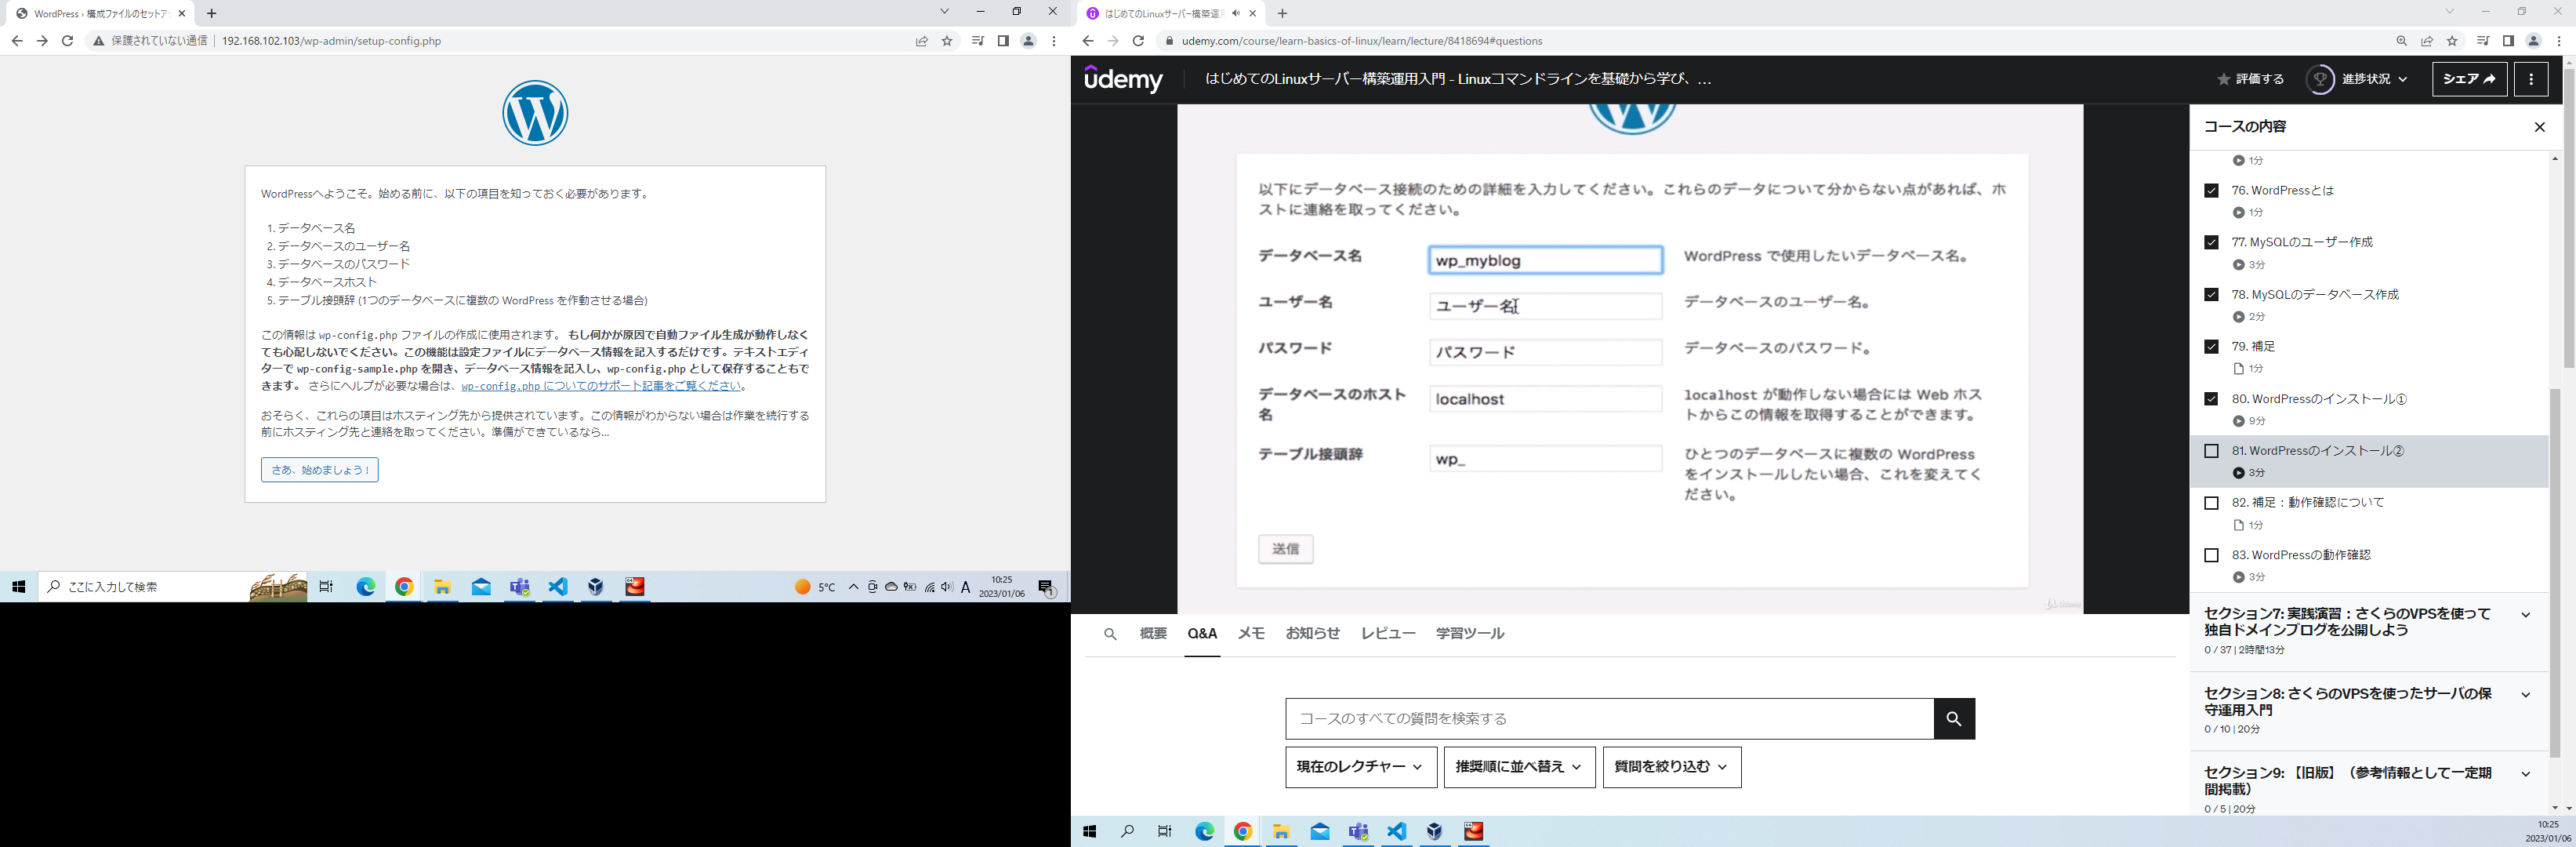 WordPress › 構成ファイルのセットア
保護されていない通信 | 192.168.102.103/wp-admin/setup-config.php
WordPressへようこそ。始める前に、以下の項目を知っておく必要があります。
1. データベース名
2. データベースのユーザー名
3. データベースのパスワード
4. データベースホスト
5. テーブル接頭辞 (1つのデータベースに複数の WordPress を作動させる場合)
この情報は wp-config.php ファイルの作成に使用されます。 もし何かが原因で自動ファイル生成が動作しなく
ても心配しないでください。この機能は設定ファイルにデータベース情報を記入するだけです。テキストエディ
ターで wp-config-sample.php を開き、データベース情報を記入し、wp-config.php として保存することもで
きます。 さらにヘルプが必要な場合は、wp-config.php についてのサポート記事をご覧ください。
おそらく、これらの項目はホスティング先から提供されています。この情報がわからない場合は作業を続行する
前にホスティング先と連絡を取ってください。準備ができているなら…
さあ、始めましょう !
ここに入力して検索
5°C
A
10:25
2023/01/06
1
はじめてのLinuxサーバー構築運用
udemy.com/course/learn-basics-of-linux/learn/lecture/8418694#questions
udemy
はじめてのLinuxサーバー構築運用入門 - Linuxコマンドラインを基礎から学び、...
評価する
進捗状況
シェア
以下にデータベース接続のための詳細を入力してください。これらのデータについて分からない点があれば、ホ
ストに連絡を取ってください。
データベース名
wp_myblog
WordPress で使用したいデータベース名。
ユーザー名
ユーザー名
データベースのユーザー名。
パスワード
パスワード
データベースのパスワード。
データベースのホスト
名
localhost
localhost が動作しない場合には Web ホス
トからこの情報を取得することができます。
テーブル接頭辞
wp_
ひとつのデータベースに複数の WordPress
をインストールしたい場合、これを変えてく
ださい。
送信
Udemy
コースの内容
1分
76. WordPressとは
1分
77. MySQLのユーザー作成
3分
78. MySQLのデータベース作成
2分
79. 補足
1分
80. WordPressのインストール①
9分
81. WordPressのインストール②
3分
82. 補足：動作確認について
1分
83. WordPressの動作確認
3分
セクション7: 実践演習：さくらのVPSを使って
独自ドメインブログを公開しよう
0 / 37 | 2時間13分
セクション8: さくらのVPSを使ったサーバの保
守運用入門
0 / 10 | 20分
セクション9: 【旧版】（参考情報として一定期
間掲載）
0 / 5 | 20分
概要
Q&A
メモ
お知らせ
レビュー
学習ツール
コースのすべての質問を検索する
現在のレクチャー
推奨順に並べ替え
質問を絞り込む
10:25
2023/01/06